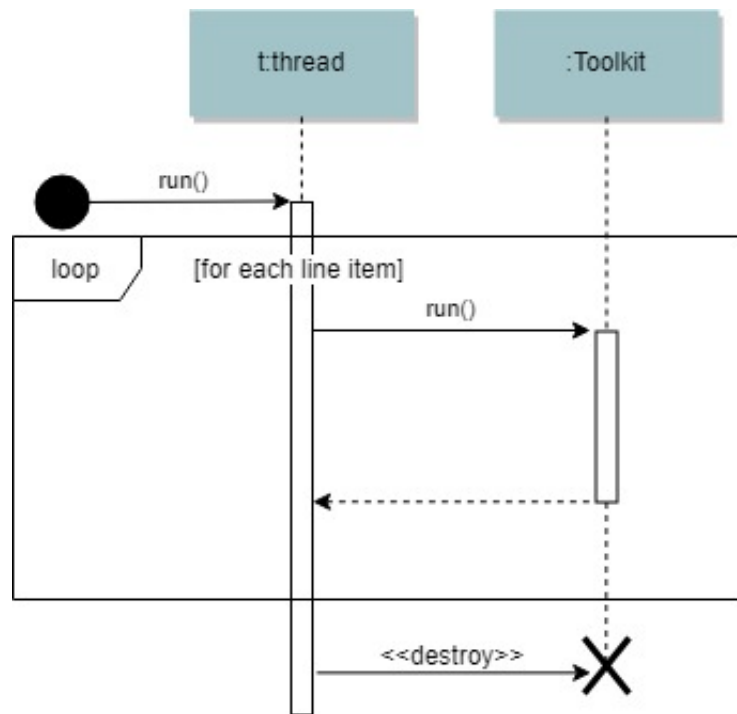 t:thread
:Toolkit
run()
loop
[for each line item]
run()
<<destroy>>